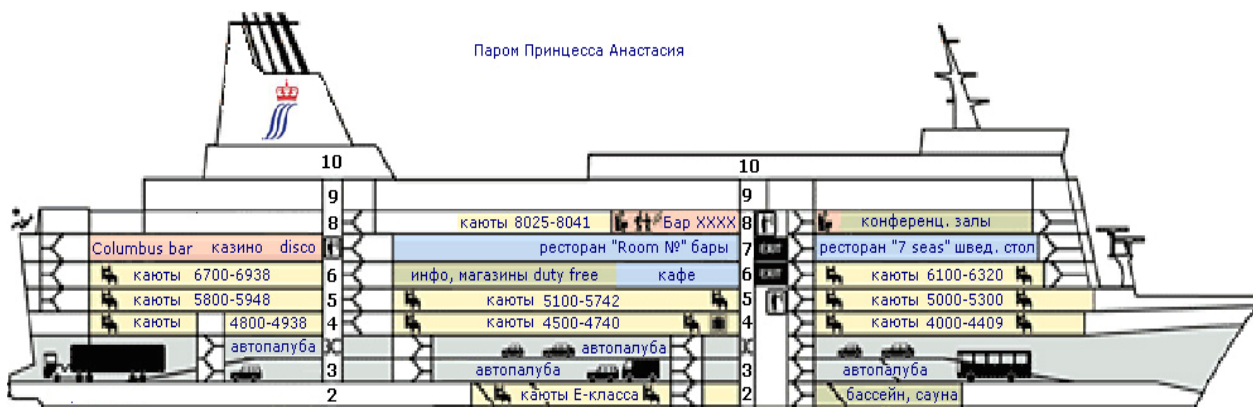 Паром Принцесса Анастасия
10 10
9 9
8 каюты 8025-8041 Бар XXXX 8 конференц. залы
Columbus bar казино disco ресторан "Room №" бары 7 EXIT ресторан "7 seas" швед. стол
каюты 6700-6938 6 инфо, магазины duty free кафе 6 EXIT каюты 6100-6320
каюты 5800-5948 5 каюты 5100-5742 5 каюты 5000-5300
каюты 4800-4938 4 каюты 4500-4740 4 каюты 4000-4409
автопалуба X автопалуба X автопалуба
3 автопалуба 3 автопалуба
2 каюты Е-класса 2 бассейн, сауна